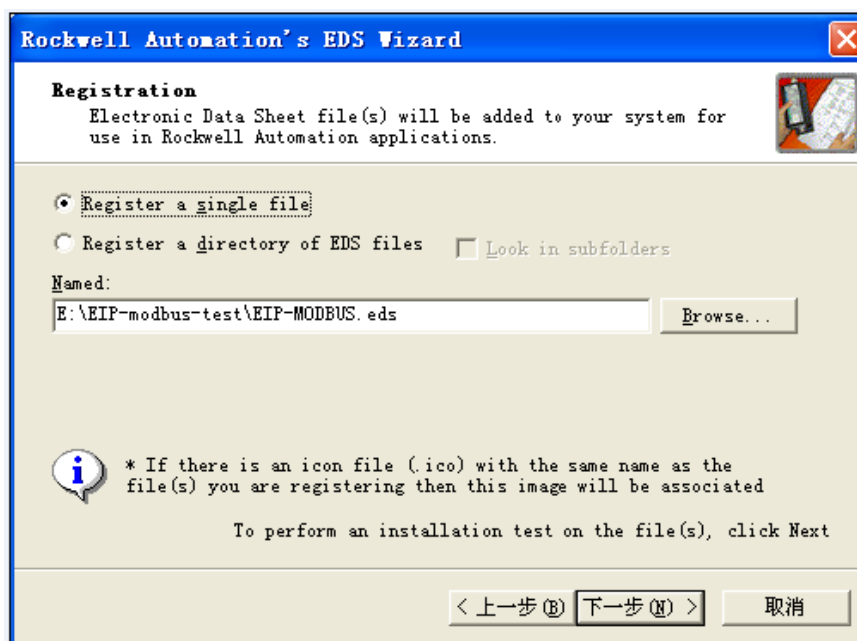 Rockwell Automation's EDS Wizard
Registration
Electronic Data Sheet file(s) will be added to your system for
use in Rockwell Automation applications.
Register a single file
Register a directory of EDS files
Look in subfolders
Named:
E:\EIP-modbus-test\EIP-MODBUS.eds
Browse...
* If there is an icon file (.ico) with the same name as the
file(s) you are registering then this image will be associated
To perform an installation test on the file(s), click Next
< 上一步(B)
下一步(N) >
取消